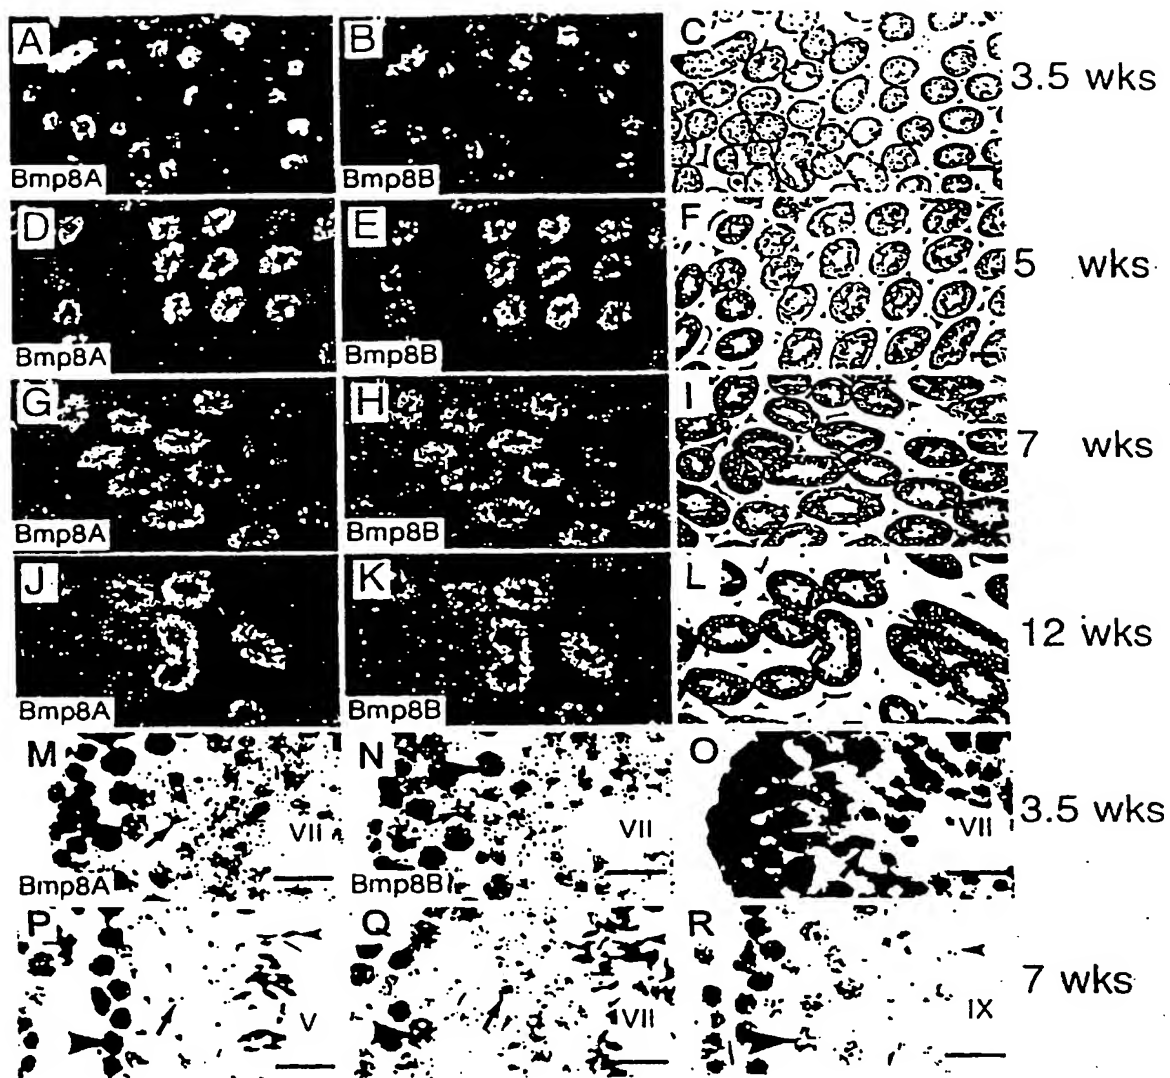 A B C 3.5 wks
Bmp8A Bmp8B
D E F 5 wks
Bmp8A Bmp8B
G H I 7 wks
Bmp8A Bmp8B
J K L 12 wks
Bmp8A Bmp8B
M N O 3.5 wks
VII VII VII
Bmp8A Bmp8B
P Q R 7 wks
V VII IX